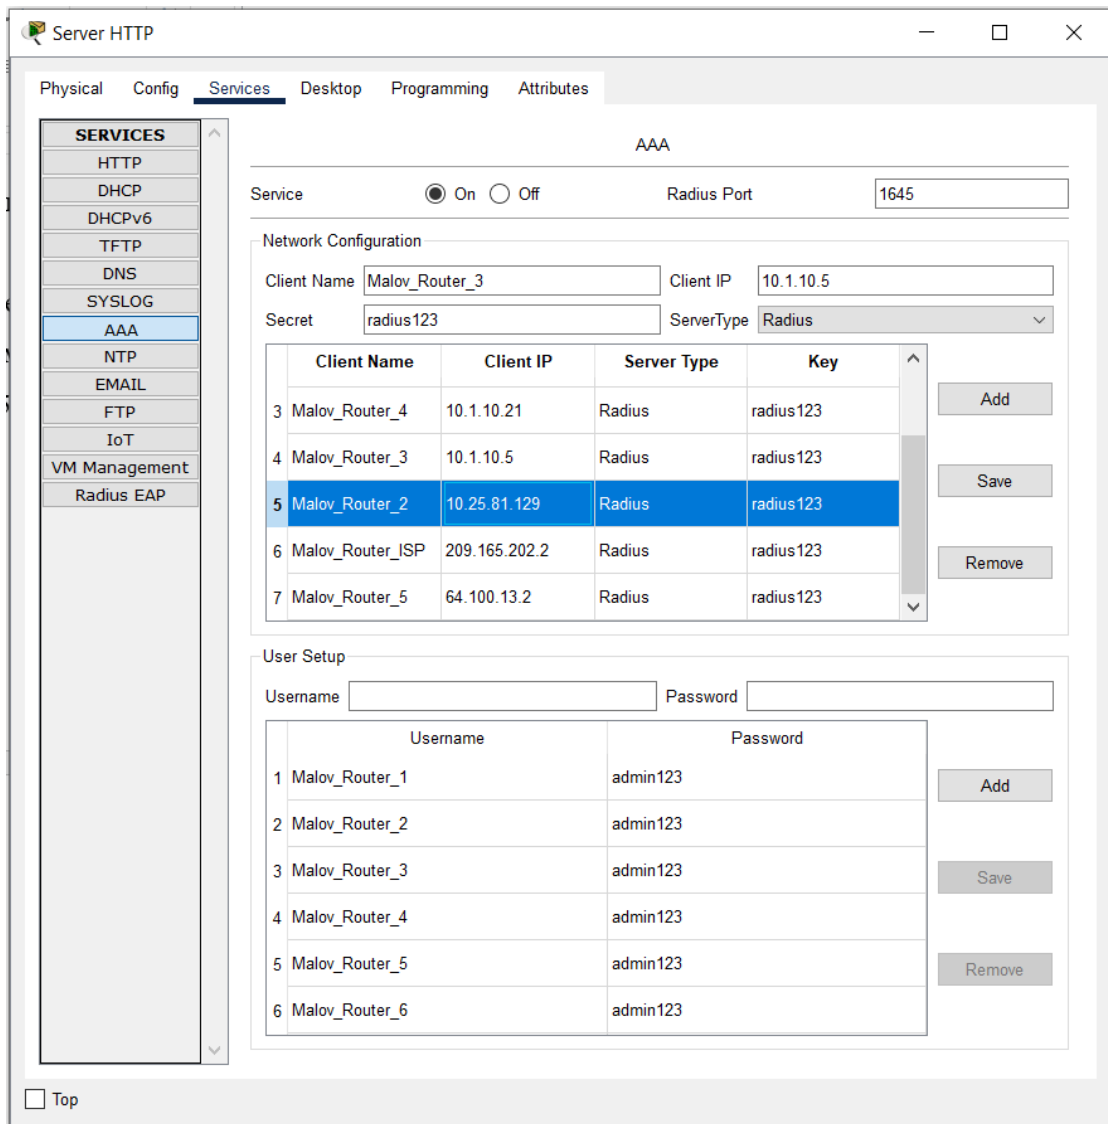 Server HTTP
Physical Config Services Desktop Programming Attributes
SERVICES
HTTP
DHCP
DHCPv6
TFTP
DNS
SYSLOG
AAA
NTP
EMAIL
FTP
IoT
VM Management
Radius EAP
AAA
Service On Off Radius Port 1645
Network Configuration
Client Name Malov_Router_3 Client IP 10.1.10.5
Secret radius123 ServerType Radius
Client Name Client IP Server Type Key
3 Malov_Router_4 10.1.10.21 Radius radius123
4 Malov_Router_3 10.1.10.5 Radius radius123
5 Malov_Router_2 10.25.81.129 Radius radius123
6 Malov_Router_ISP 209.165.202.2 Radius radius123
7 Malov_Router_5 64.100.13.2 Radius radius123
Add
Save
Remove
User Setup
Username Password
Username Password
1 Malov_Router_1 admin123
2 Malov_Router_2 admin123
3 Malov_Router_3 admin123
4 Malov_Router_4 admin123
5 Malov_Router_5 admin123
6 Malov_Router_6 admin123
Add
Save
Remove
Top